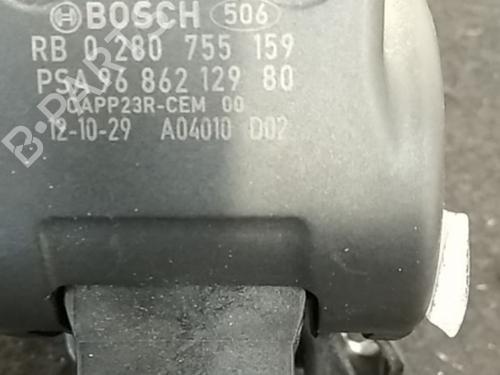 BOSCH 506
RB 0 280 755 159
PSA 96 862 129 80
CAPP23R-CEM 00
12-10-29 A04010 D02
B-PARTS